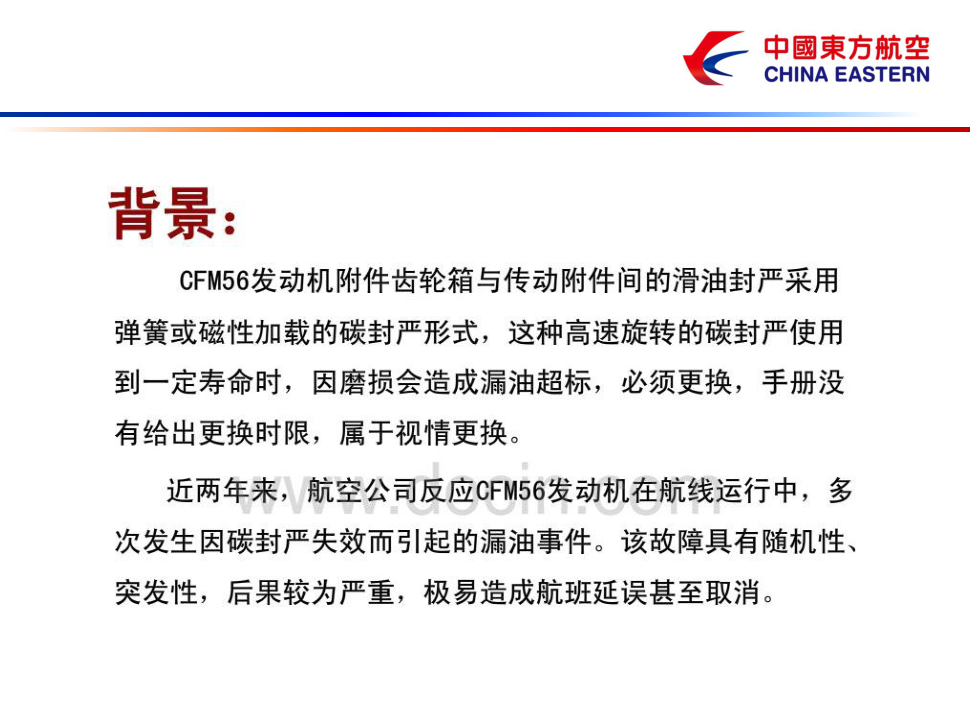 中國東方航空
CHINA EASTERN
背景：
CFM56发动机附件齿轮箱与传动附件间的滑油封严采用
弹簧或磁性加载的碳封严形式，这种高速旋转的碳封严使用
到一定寿命时，因磨损会造成漏油超标，必须更换，手册没
有给出更换时限，属于视情更换。
www.docin.com
近两年来，航空公司反应CFM56发动机在航线运行中，多
次发生因碳封严失效而引起的漏油事件。该故障具有随机性、
突发性，后果较为严重，极易造成航班延误甚至取消。